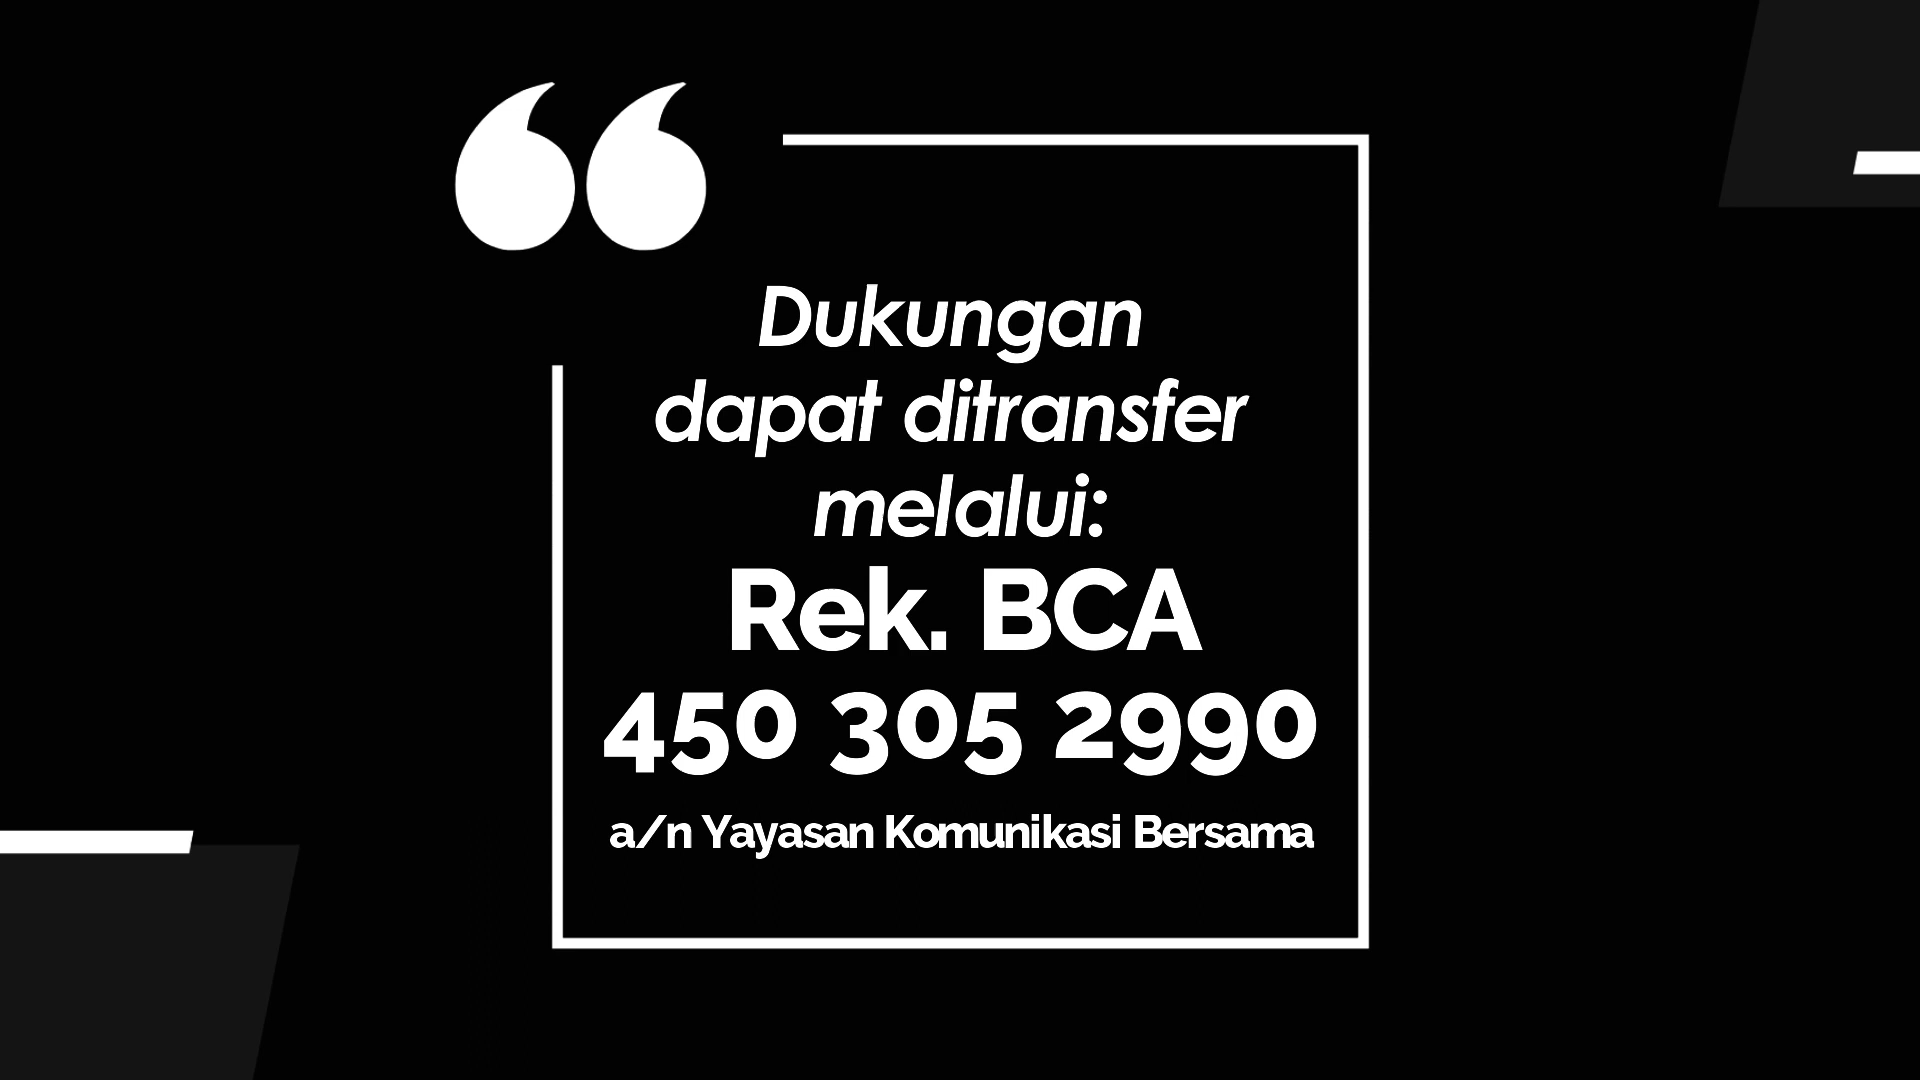 Dukungan
dapat ditransfer
melalui:
Rek. BCA
450 305 2990
a/n Yayasan Komunikasi Bersama